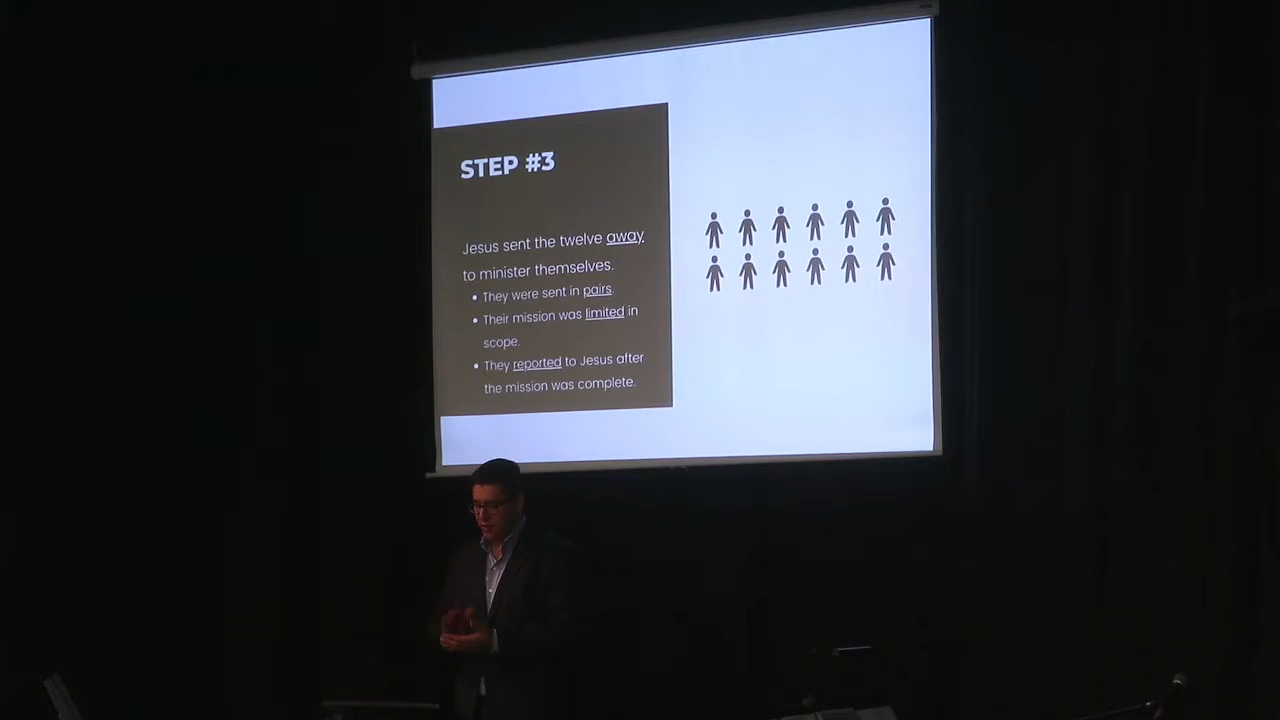 STEP #3
Jesus sent the twelve away
to minister themselves.
• They were sent in pairs.
• Their mission was limited in
scope.
• They reported to Jesus after
the mission was complete.